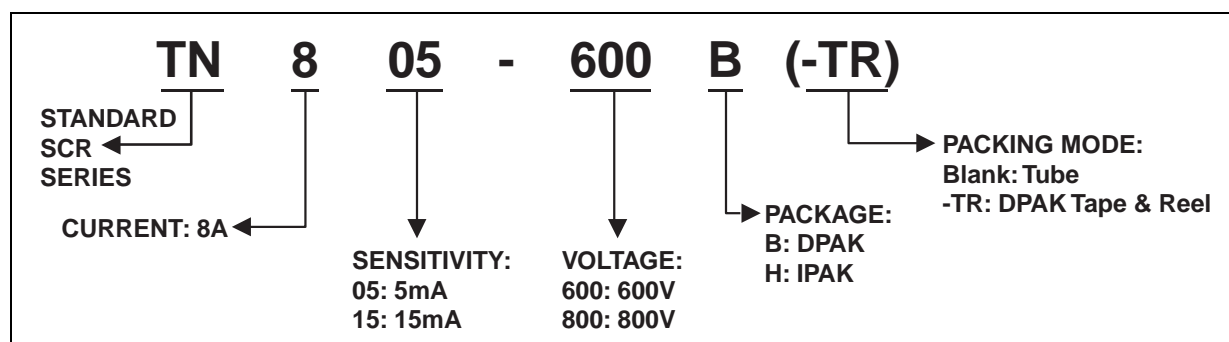 TN 8 05 - 600 B (-TR)
STANDARD
SCR
SERIES
CURRENT: 8A
SENSITIVITY:
05: 5mA
15: 15mA
VOLTAGE:
600: 600V
800: 800V
PACKAGE:
B: DPAK
H: IPAK
PACKING MODE:
Blank: Tube
-TR: DPAK Tape & Reel